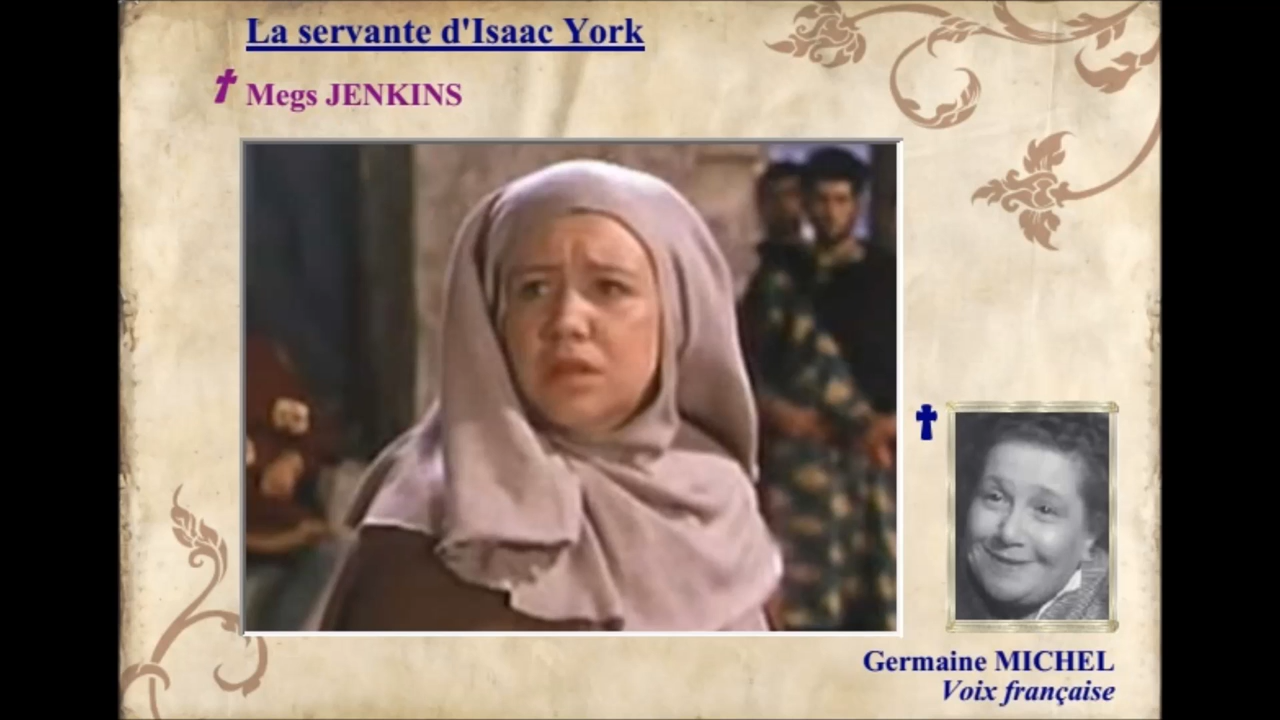 La servante d'Isaac York
Megs JENKINS
Germaine MICHEL
Voix française